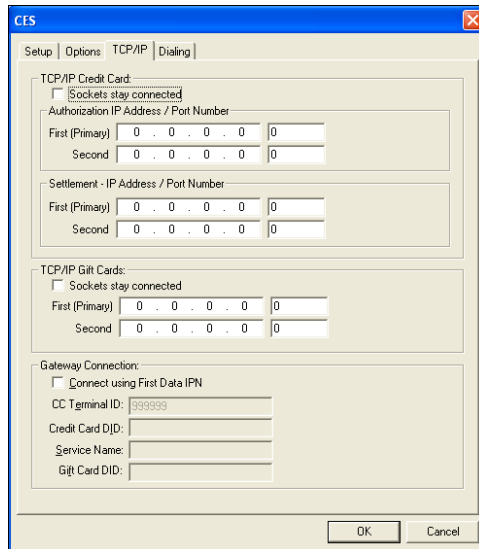 CES
Setup Options TCP/IP Dialing
TCP/IP Credit Card:
Sockets stay connected
Authorization IP Address / Port Number
First (Primary) 0 . 0 . 0 . 0 0
Second 0 . 0 . 0 . 0 0
Settlement - IP Address / Port Number
First (Primary) 0 . 0 . 0 . 0 0
Second 0 . 0 . 0 . 0 0
TCP/IP Gift Cards:
Sockets stay connected
First (Primary) 0 . 0 . 0 . 0 0
Second 0 . 0 . 0 . 0 0
Gateway Connection:
Connect using First Data IPN
CC Terminal ID: 999999
Credit Card DID:
Service Name:
Gift Card DID:
OK Cancel